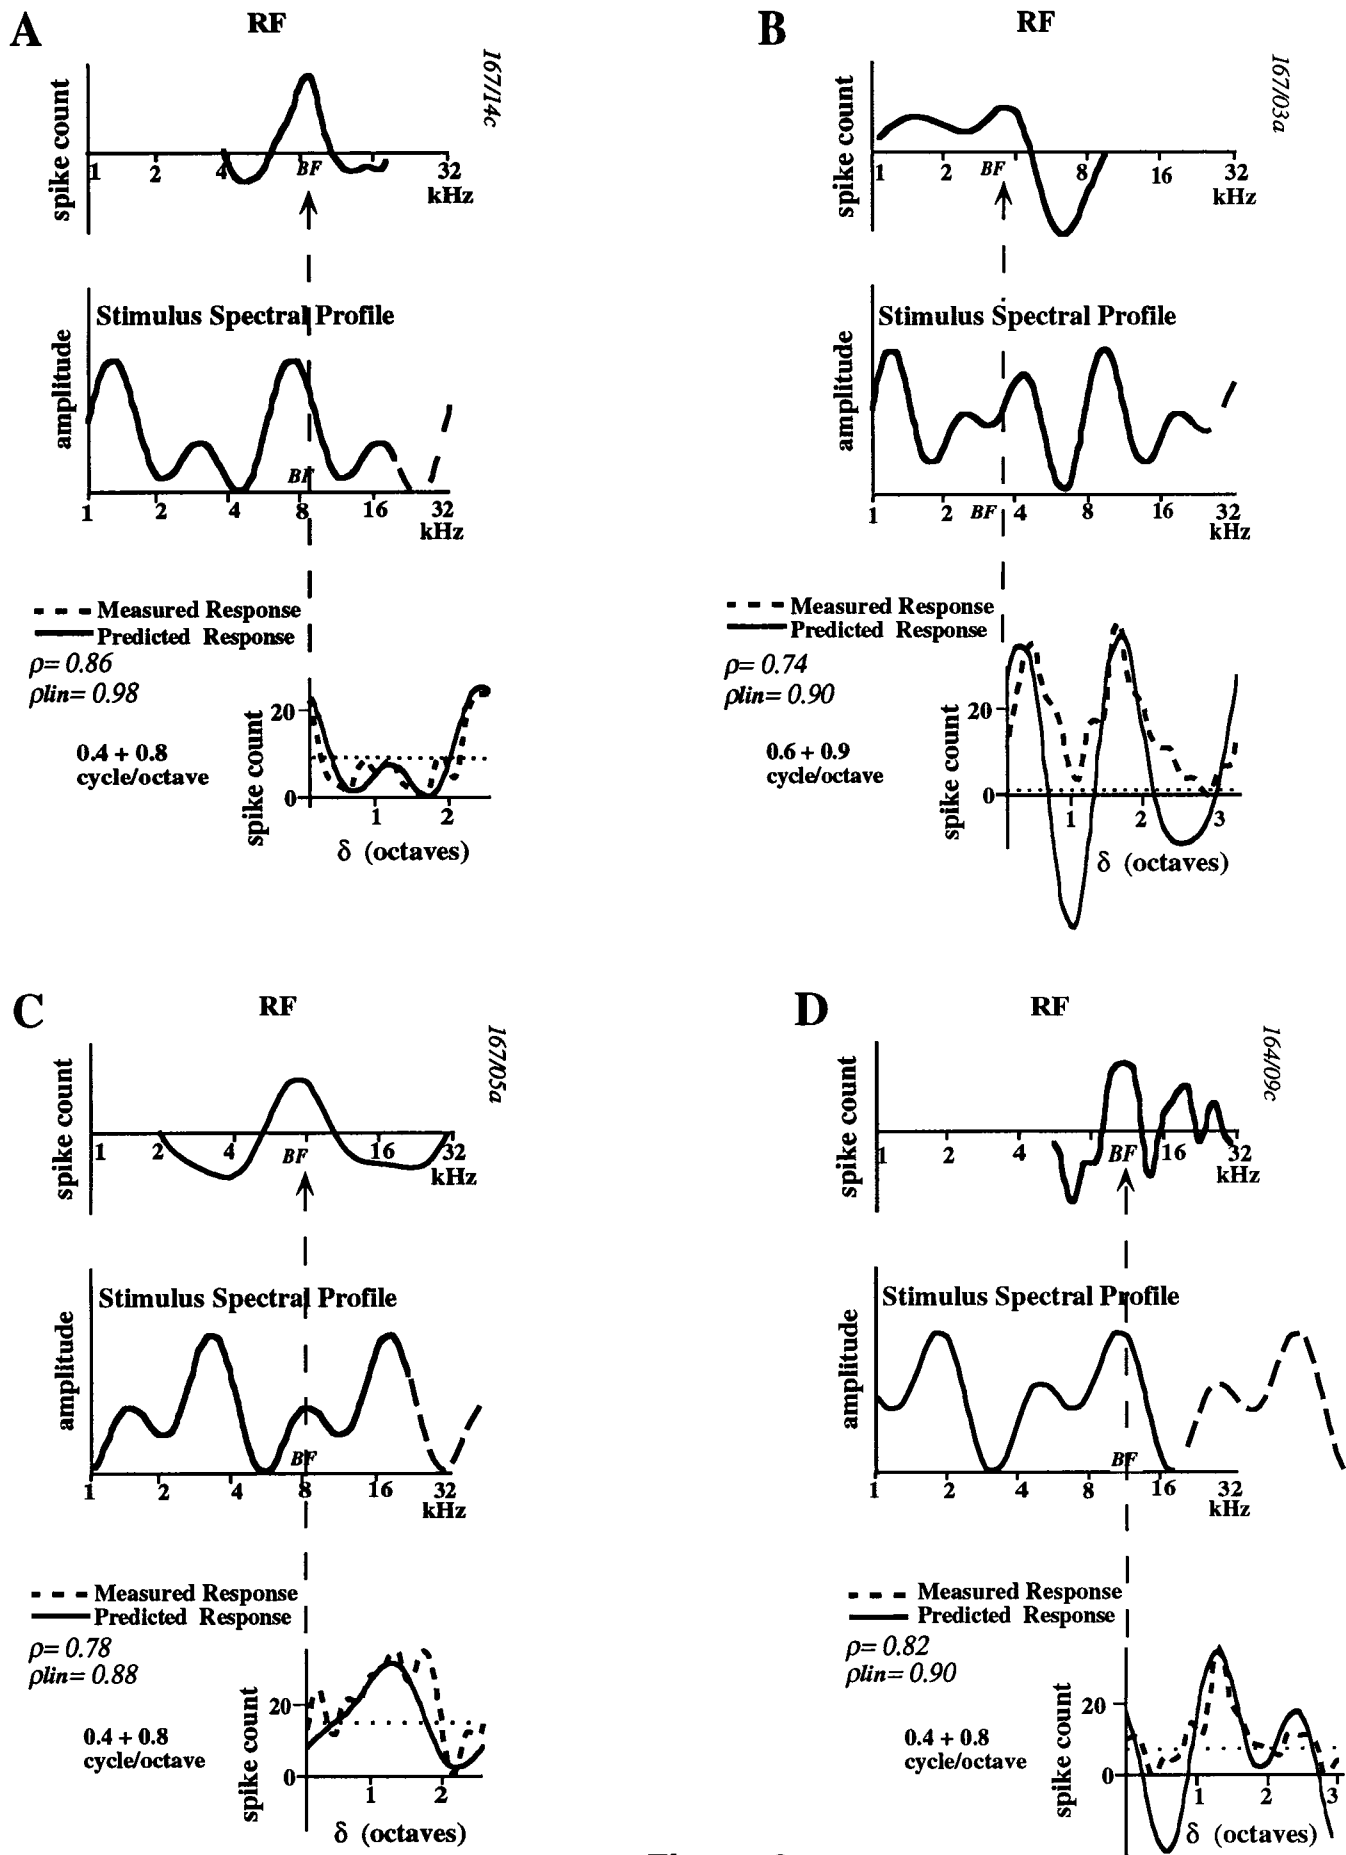 A
RF
167/14c
spike count
1 2 4 BF 32
kHz
Stimulus Spectral Profile
amplitude
BF
1 2 4 8 16 32
kHz
Measured Response
Predicted Response
ρ= 0.86
ρlin= 0.98
0.4 + 0.8
cycle/octave
spike count
20
0
1 2
δ (octaves)
B
RF
167/03a
spike count
1 2 BF 8 16 32
kHz
Stimulus Spectral Profile
amplitude
1 2 BF 4 8 16 32
kHz
Measured Response
Predicted Response
ρ= 0.74
ρlin= 0.90
0.6 + 0.9
cycle/octave
spike count
20
0
1 2 3
δ (octaves)
C
RF
167/05a
spike count
1 2 4 BF 16 32
kHz
Stimulus Spectral Profile
amplitude
BF
1 2 4 8 16 32
kHz
Measured Response
Predicted Response
ρ= 0.78
ρlin= 0.88
0.4 + 0.8
cycle/octave
spike count
20
0
1 2
δ (octaves)
D
RF
164/09c
spike count
1 2 4 BF 16 32
kHz
Stimulus Spectral Profile
amplitude
BF
1 2 4 8 16 32
kHz
Measured Response
Predicted Response
ρ= 0.82
ρlin= 0.90
0.4 + 0.8
cycle/octave
spike count
20
0
1 2 3
δ (octaves)